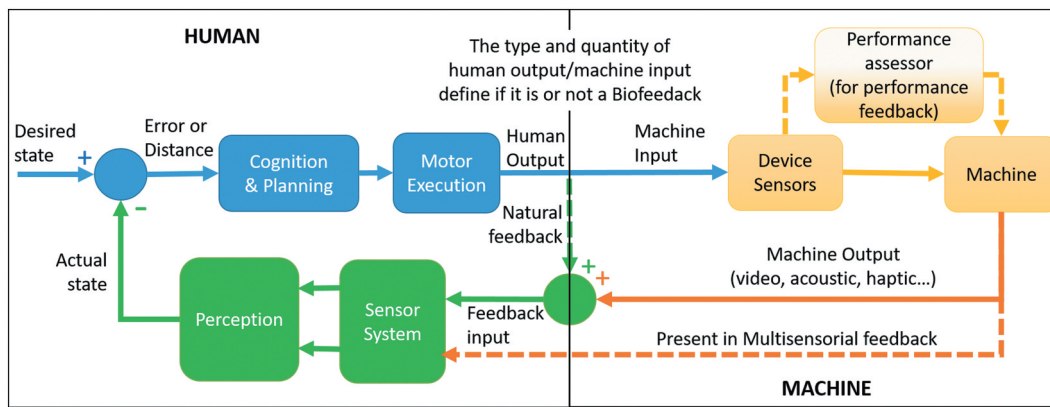 HUMAN
The type and quantity of
human output/machine input
define if it is or not a Biofeedack
Performance
assessor
(for performance
feedback)
Desired
state
+
Error or
Distance
Cognition
& Planning
Motor
Execution
Human
Output
Machine
Input
Device
Sensors
Machine
–
Natural
feedback
Actual
state
Perception
Sensor
System
Feedback
input
+
+
Machine Output
(video, acoustic, haptic...)
Present in Multisensorial feedback
MACHINE